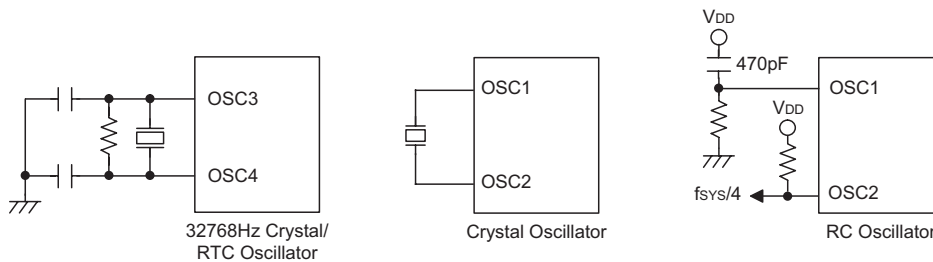 OSC3
OSC4
32768Hz Crystal/
RTC Oscillator
OSC1
OSC2
Crystal Oscillator
VDD
470pF
OSC1
VDD
fSYS/4
OSC2
RC Oscillator